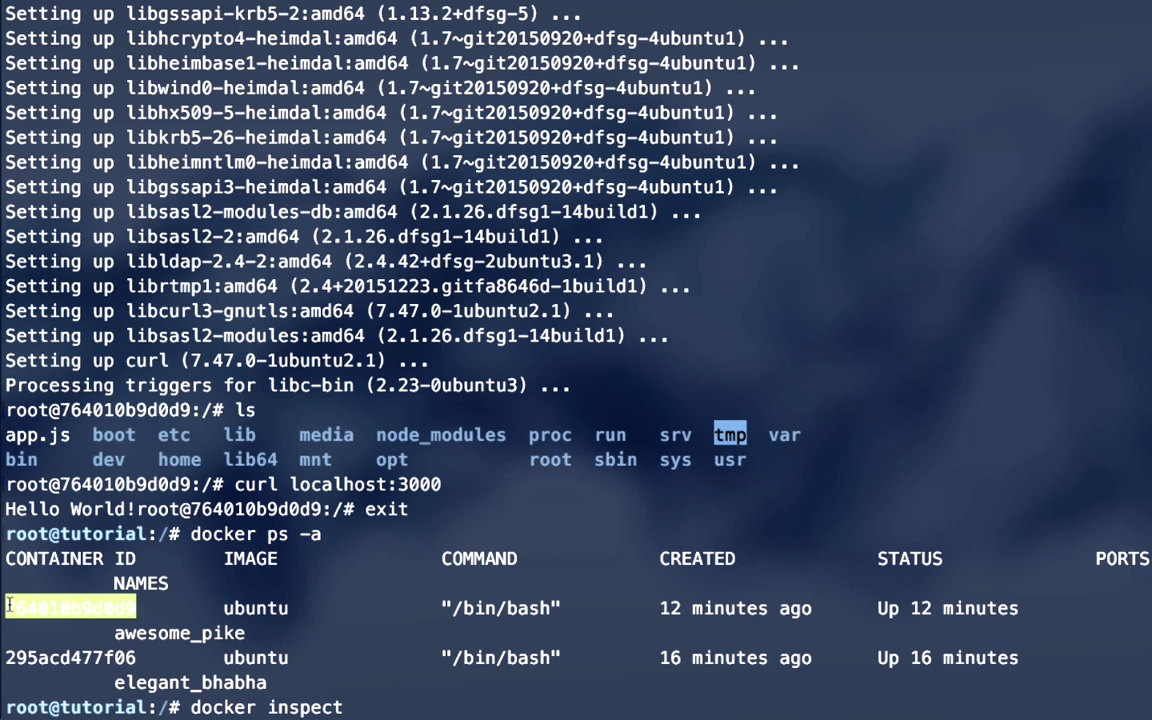 Setting up libgssapi-krb5-2:amd64 (1.13.2+dfsg-5) ...
Setting up libhcrypto4-heimdal:amd64 (1.7~git20150920+dfsg-4ubuntu1) ...
Setting up libheimbase1-heimdal:amd64 (1.7~git20150920+dfsg-4ubuntu1) ...
Setting up libwind0-heimdal:amd64 (1.7~git20150920+dfsg-4ubuntu1) ...
Setting up libhx509-5-heimdal:amd64 (1.7~git20150920+dfsg-4ubuntu1) ...
Setting up libkrb5-26-heimdal:amd64 (1.7~git20150920+dfsg-4ubuntu1) ...
Setting up libheimntlm0-heimdal:amd64 (1.7~git20150920+dfsg-4ubuntu1) ...
Setting up libgssapi3-heimdal:amd64 (1.7~git20150920+dfsg-4ubuntu1) ...
Setting up libsasl2-modules-db:amd64 (2.1.26.dfsg1-14build1) ...
Setting up libsasl2-2:amd64 (2.1.26.dfsg1-14build1) ...
Setting up libldap-2.4-2:amd64 (2.4.42+dfsg-2ubuntu3.1) ...
Setting up librtmp1:amd64 (2.4+20151223.gitfa8646d-1build1) ...
Setting up libcurl3-gnutls:amd64 (7.47.0-1ubuntu2.1) ...
Setting up libsasl2-modules:amd64 (2.1.26.dfsg1-14build1) ...
Setting up curl (7.47.0-1ubuntu2.1) ...
Processing triggers for libc-bin (2.23-0ubuntu3) ...
root@764010b9d0d9:/# ls
app.js boot etc lib media node_modules proc run srv tmp var
bin dev home lib64 mnt opt root sbin sys usr
root@764010b9d0d9:/# curl localhost:3000
Hello World!root@764010b9d0d9:/# exit
root@tutorial:/# docker ps -a
CONTAINER ID IMAGE COMMAND CREATED STATUS PORTS
NAMES
764010b9d0d9 ubuntu "/bin/bash" 12 minutes ago Up 12 minutes
awesome_pike
295acd477f06 ubuntu "/bin/bash" 16 minutes ago Up 16 minutes
elegant_bhabha
root@tutorial:/# docker inspect